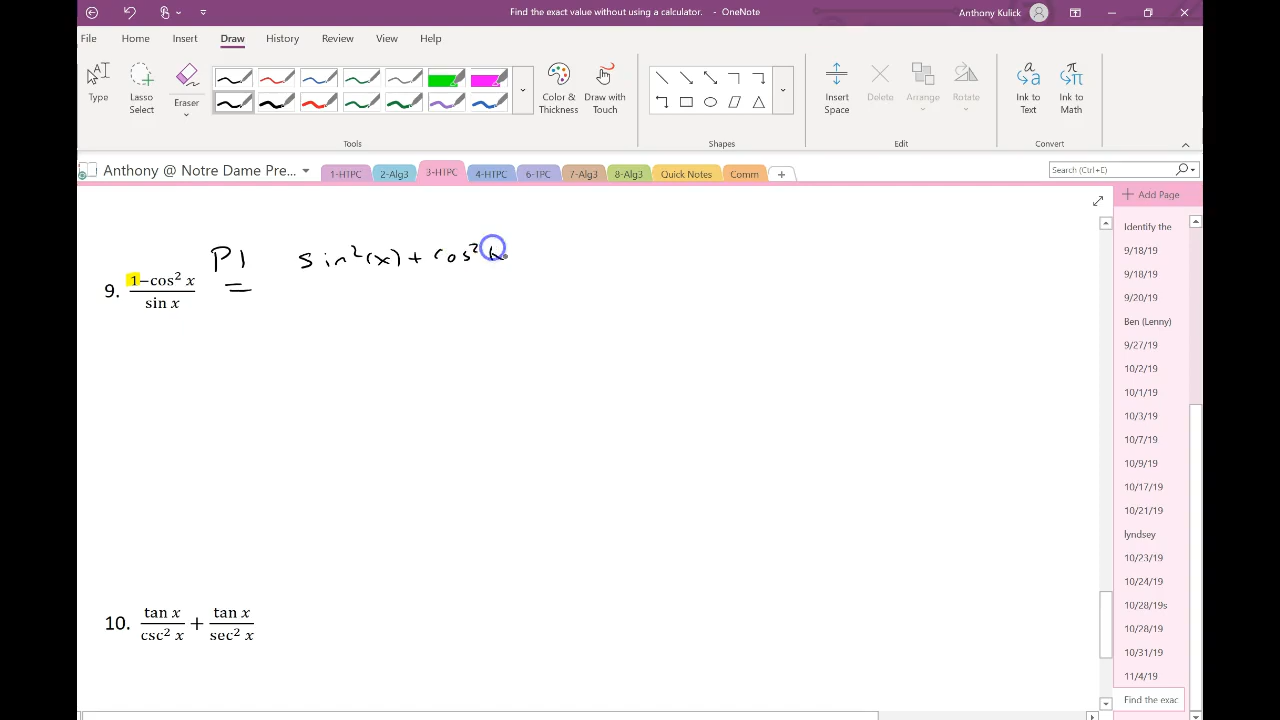 Find the exact value without using a calculator. - OneNote
Anthony Kulick
File Home Insert Draw History Review View Help
Type
Lasso Select
Eraser
Color & Thickness
Draw with Touch
Insert Space
Delete
Arrange
Rotate
Ink to Text
Ink to Math
Tools
Shapes
Edit
Convert
Anthony @ Notre Dame Pre...
1-HTPC 2-Alg3 3-HTPC 4-HTPC 6-TPC 7-Alg3 8-Alg3 Quick Notes Comm
Search (Ctrl+E)
Add Page
Identify the
9/18/19
9/18/19
9/20/19
Ben (Lenny)
9/27/19
10/2/19
10/1/19
10/3/19
10/7/19
10/9/19
10/17/19
10/21/19
lyndsey
10/23/19
10/24/19
10/28/19s
10/28/19
10/31/19
11/4/19
Find the exac
PI sin²(x) + cos²
=
9. 1−cos² x / sin x
10. tan x / csc² x + tan x / sec² x